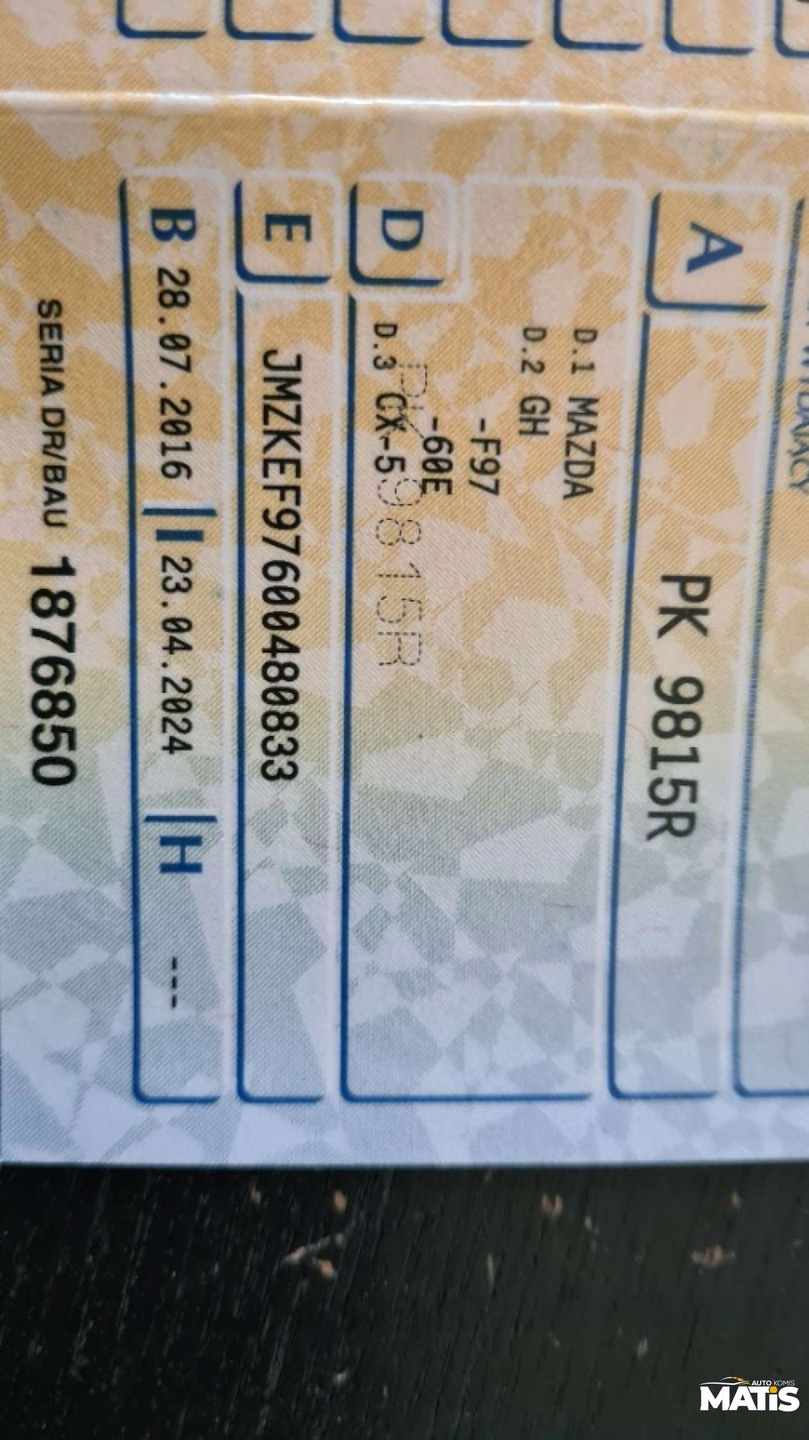 A PK 9815R
D.1 MAZDA
D.2 GH
-F97
-60E
D D.3 CX-5
PK 9815R
E JMZKEF97600480833
B 28.07.2016 I 23.04.2024 H ---
SERIA DR/BAU 1876850
AUTO KOMIS
MATIS